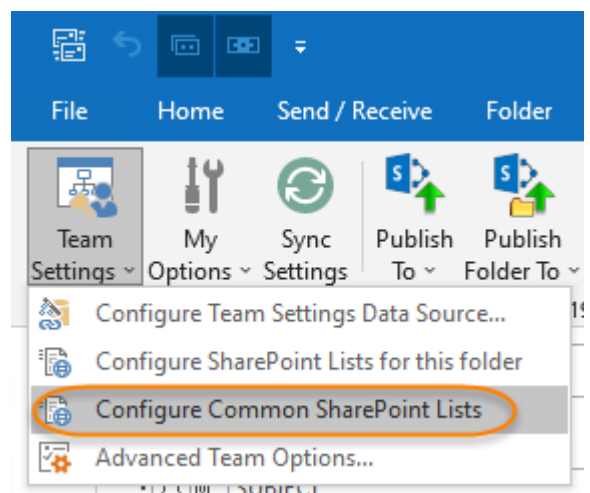 File Home Send / Receive Folder
Team Settings My Options Sync Settings Publish To Publish Folder To
Configure Team Settings Data Source...
Configure SharePoint Lists for this folder
Configure Common SharePoint Lists
Advanced Team Options...